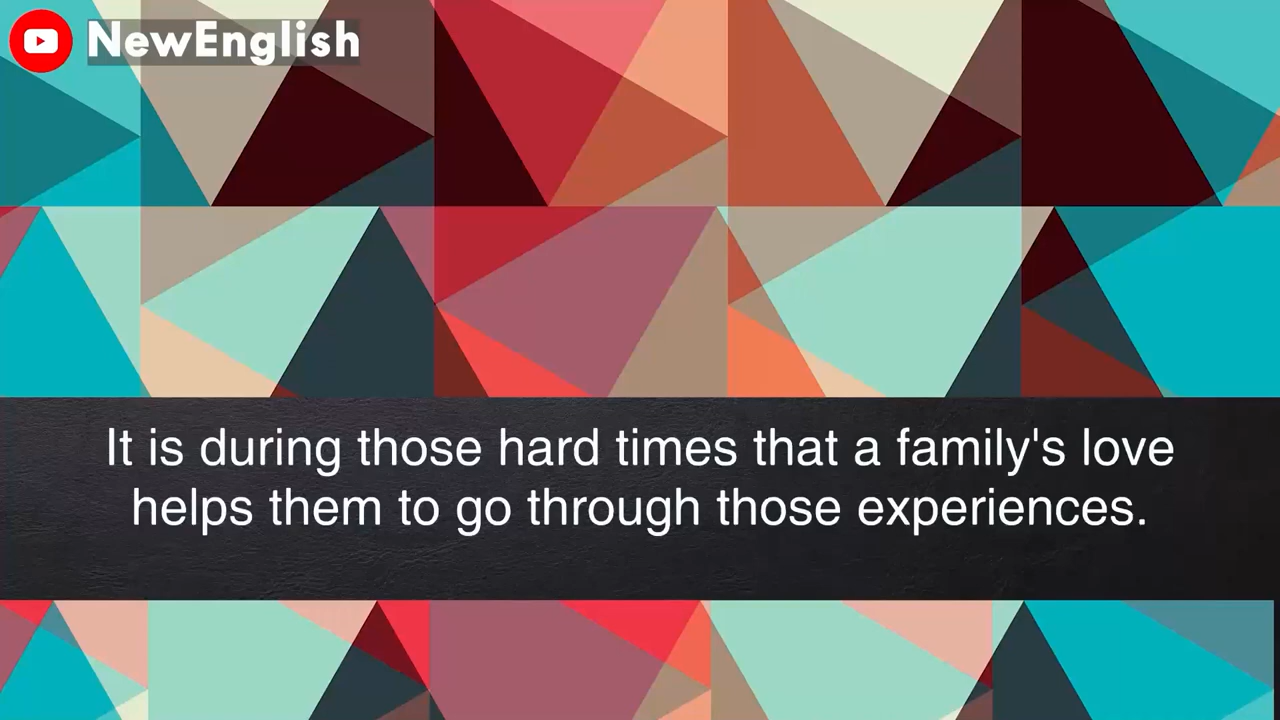 NewEnglish
It is during those hard times that a family's love
helps them to go through those experiences.